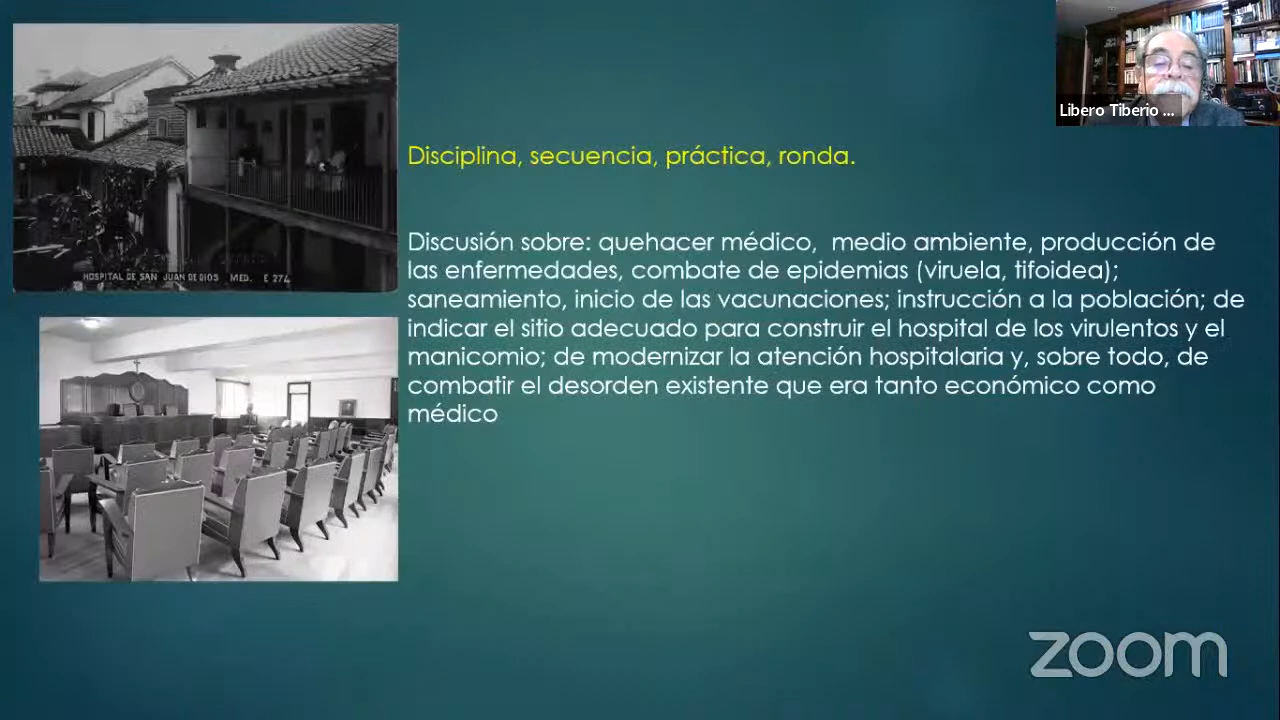 Libero Tiberio ...
Disciplina, secuencia, práctica, ronda.
Discusión sobre: quehacer médico,  medio ambiente, producción de
las enfermedades, combate de epidemias (viruela, tifoidea);
saneamiento, inicio de las vacunaciones; instrucción a la población; de
indicar el sitio adecuado para construir el hospital de los virulentos y el
manicomio; de modernizar la atención hospitalaria y, sobre todo, de
combatir el desorden existente que era tanto económico como
médico
HOSPITAL DE SAN JUAN DE DIOS MED. E 274
zoom